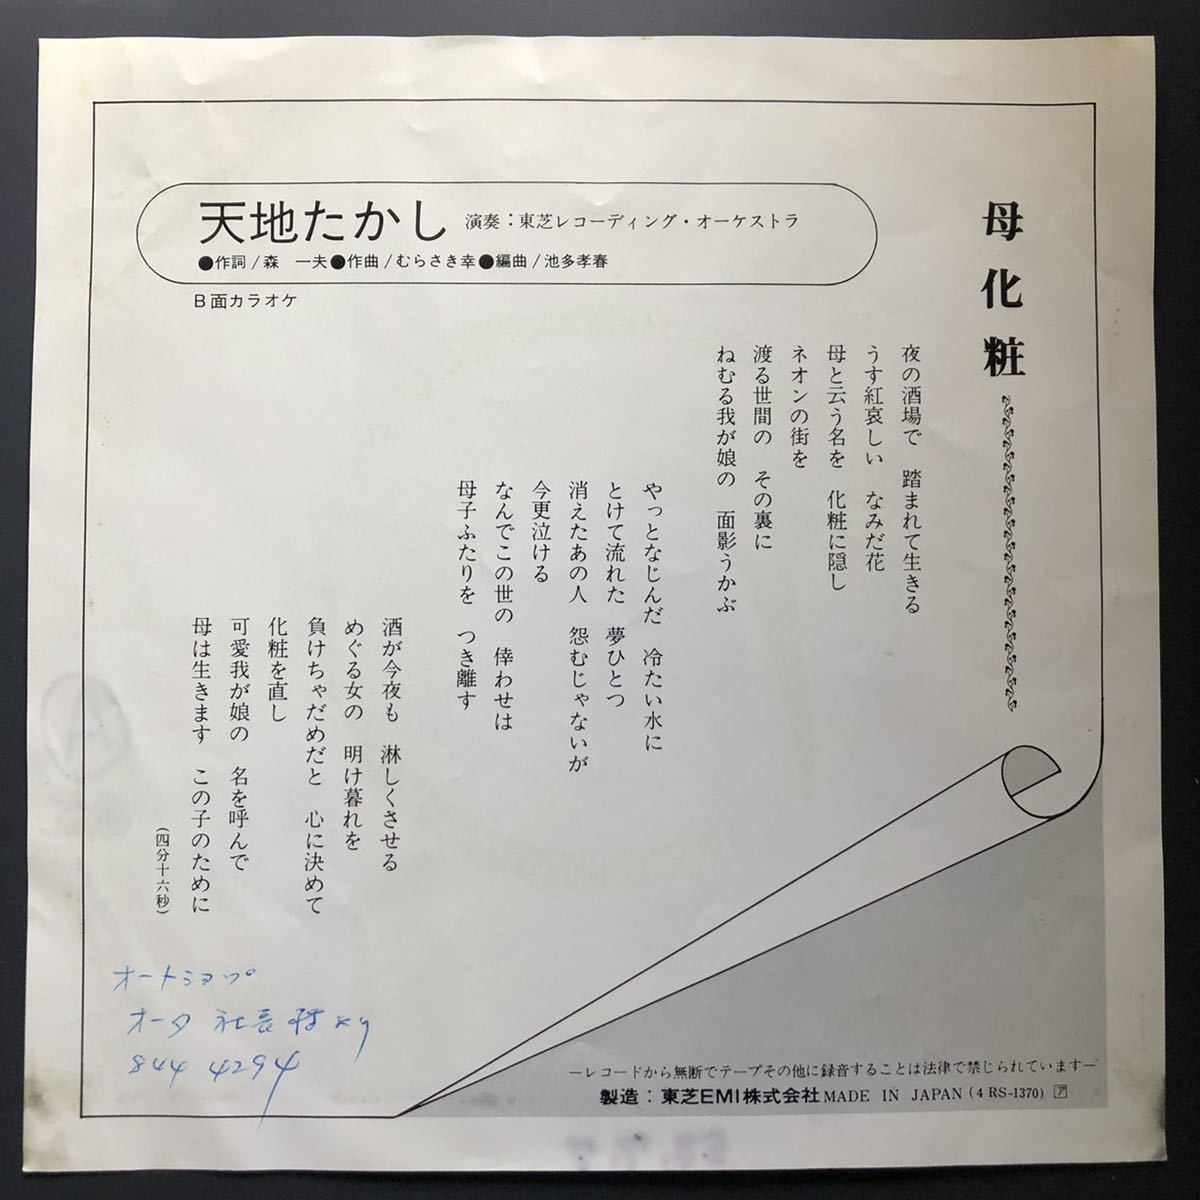 母化粧
天地たかし 演奏：東芝レコーディング・オーケストラ
●作詞/森　一夫●作曲/むらさき幸●編曲/池多孝春
B面カラオケ
夜の酒場で　踏まれて生きる
うす紅哀しい　なみだ花
母と云う名を　化粧に隠し
ネオンの街を
渡る世間の　その裏に
ねむる我が娘の　面影うかぶ
やっとなじんだ　冷たい水に
とけて流れた　夢ひとつ
消えたあの人　怨むじゃないが
今更泣ける
なんでこの世の　倖わせは
母子ふたりを　つき離す
酒が今夜も　淋しくさせる
めぐる女の　明け暮れを
負けちゃだめだと　心に決めて
化粧を直し
可愛我が娘の　名を呼んで
母は生きます　この子のために
(四分十六秒)
オートショップ
オータ 社長様より
844 4294
―レコードから無断でテープその他に録音することは法律で禁じられています―
製造：東芝EMI株式会社 MADE IN JAPAN (4 RS-1370) ア